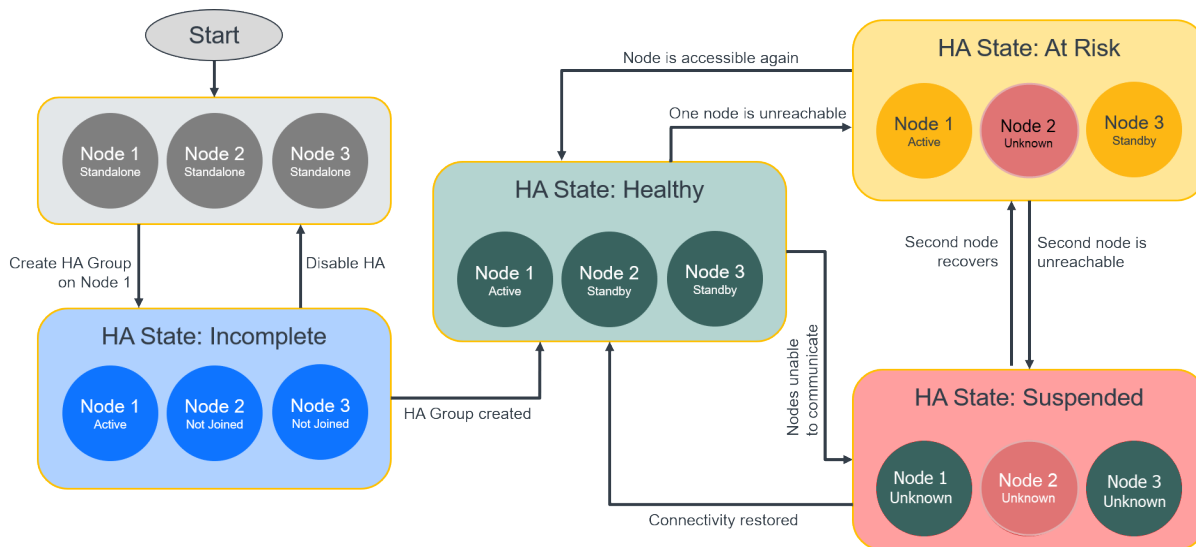 Start
Node 1
Standalone
Node 2
Standalone
Node 3
Standalone
Create HA Group
on Node 1
Disable HA
HA State: Incomplete
Node 1
Active
Node 2
Not Joined
Node 3
Not Joined
HA Group created
HA State: Healthy
Node 1
Active
Node 2
Standby
Node 3
Standby
Node is accessible again
One node is unreachable
HA State: At Risk
Node 1
Active
Node 2
Unknown
Node 3
Standby
Second node
recovers
Second node is
unreachable
Nodes unable
to communicate
Connectivity restored
HA State: Suspended
Node 1
Unknown
Node 2
Unknown
Node 3
Unknown